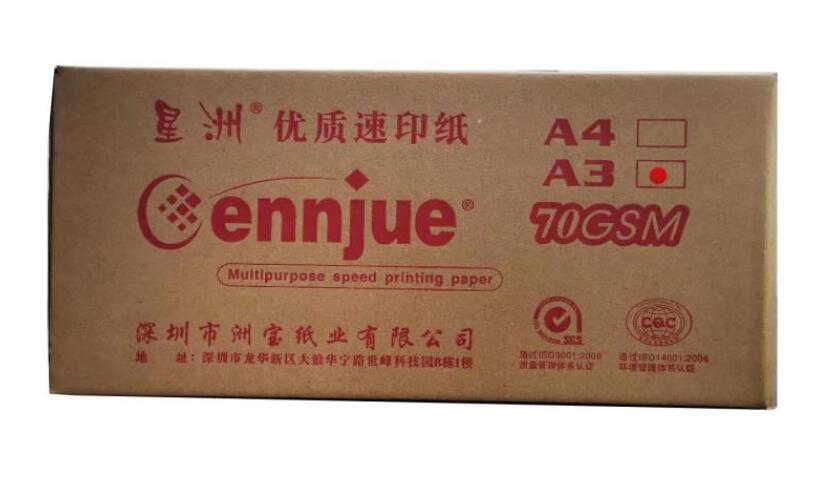 星洲® 优质速印纸
ennjue®
Multipurpose speed printing paper
A4
A3
70GSM
深圳市洲宝纸业有限公司
地 址:深圳市龙华新区大浪华宁路世峰科技园B栋1楼
SGS
通过ISO9001:2008
质量管理体系认证
CQC
通过ISO14001:2004
环境管理体系认证